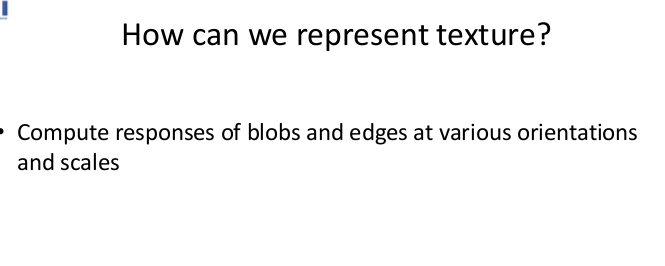 How can we represent texture?
• Compute responses of blobs and edges at various orientations
and scales